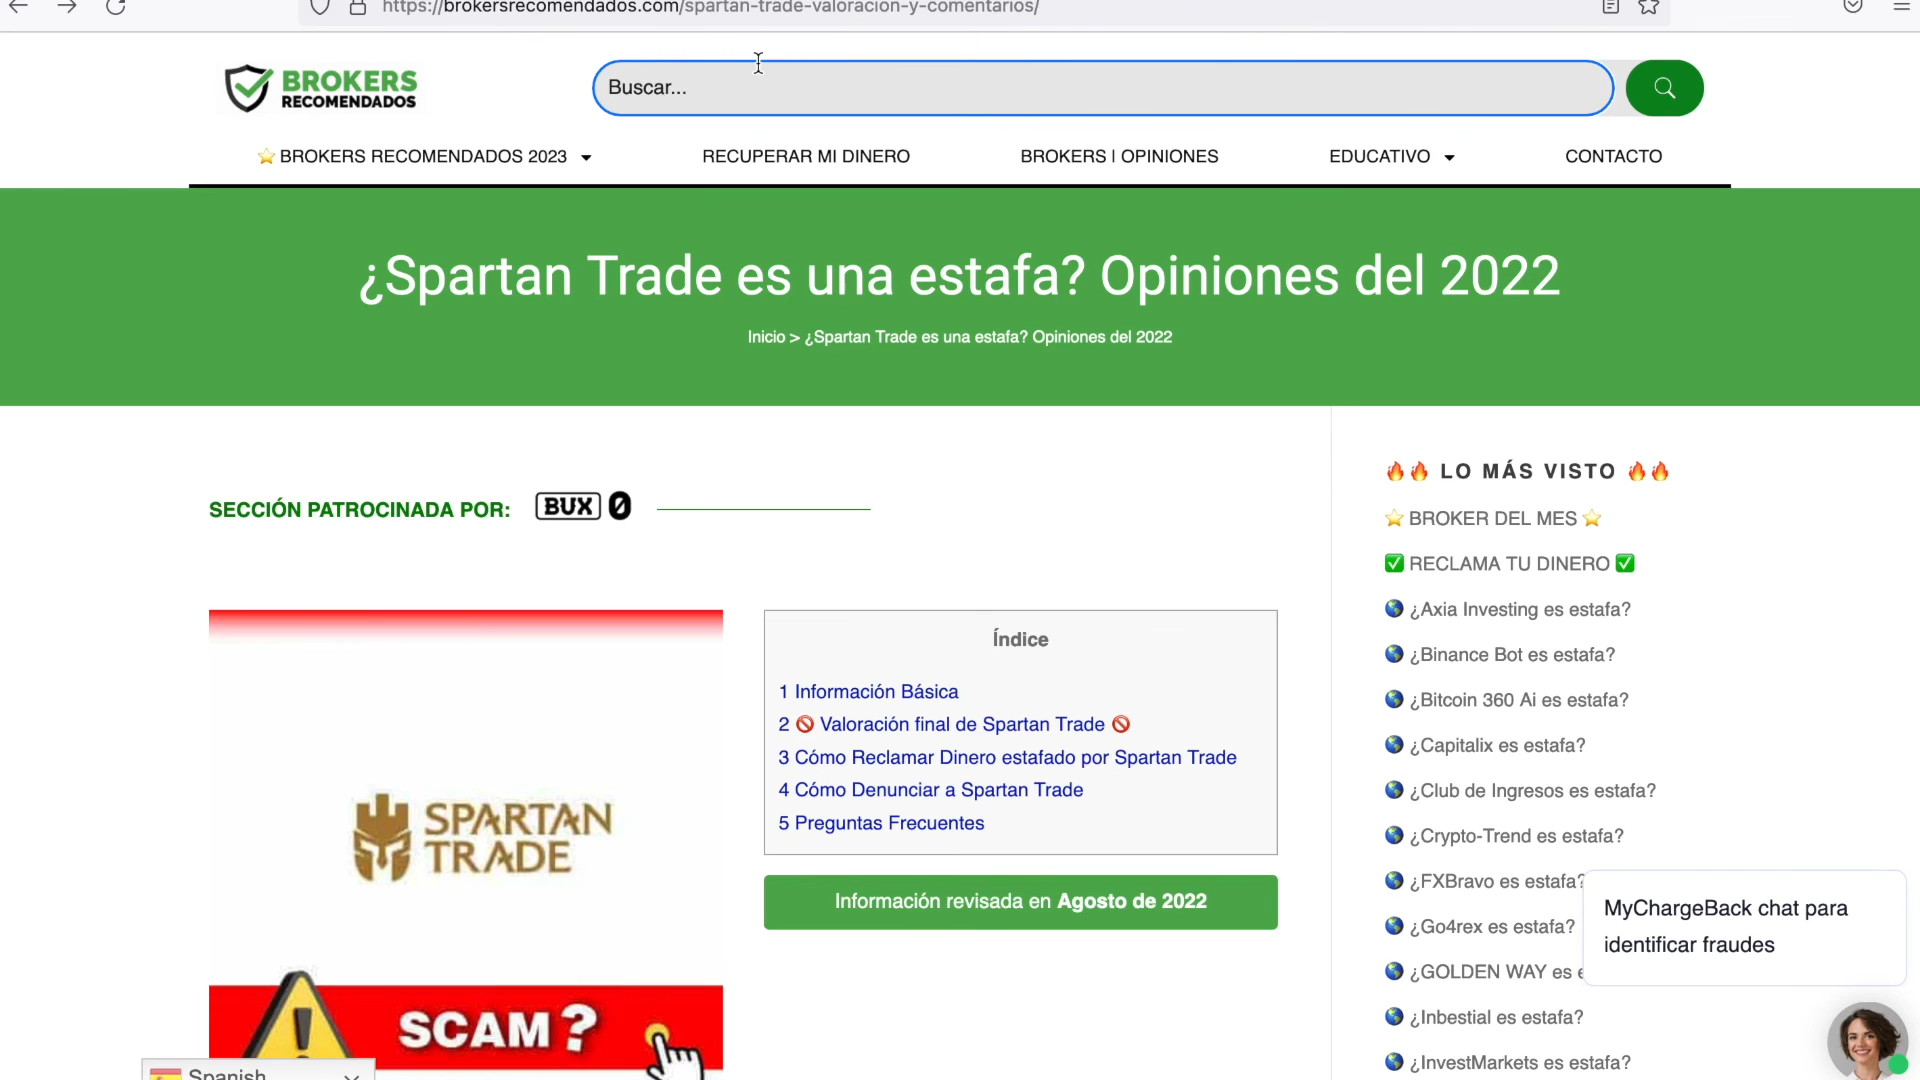 https://brokersrecomendados.com/spartan-trade-valoracion-y-comentarios/
BROKERS
RECOMENDADOS
Buscar...
⭐ BROKERS RECOMENDADOS 2023
RECUPERAR MI DINERO
BROKERS | OPINIONES
EDUCATIVO
CONTACTO
¿Spartan Trade es una estafa? Opiniones del 2022
Inicio > ¿Spartan Trade es una estafa? Opiniones del 2022
SECCIÓN PATROCINADA POR:
BUX 0
SPARTAN
TRADE
SCAM?
Spanish
Índice
1 Información Básica
2 🚫 Valoración final de Spartan Trade 🚫
3 Cómo Reclamar Dinero estafado por Spartan Trade
4 Cómo Denunciar a Spartan Trade
5 Preguntas Frecuentes
Información revisada en Agosto de 2022
🔥🔥 LO MÁS VISTO 🔥🔥
⭐ BROKER DEL MES ⭐
✅ RECLAMA TU DINERO ✅
🌎 ¿Axia Investing es estafa?
🌎 ¿Binance Bot es estafa?
🌎 ¿Bitcoin 360 Ai es estafa?
🌎 ¿Capitalix es estafa?
🌎 ¿Club de Ingresos es estafa?
🌎 ¿Crypto-Trend es estafa?
🌎 ¿FXBravo es estafa?
🌎 ¿Go4rex es estafa?
🌎 ¿GOLDEN WAY es
🌎 ¿Inbestial es estafa?
🌎 ¿InvestMarkets es estafa?
MyChargeBack chat para
identificar fraudes